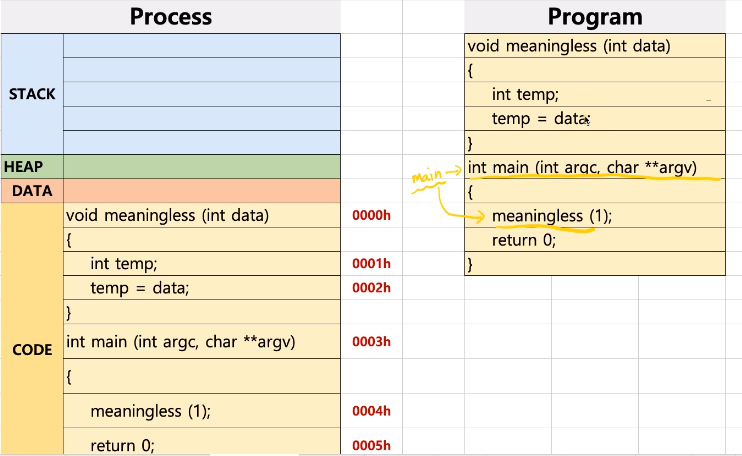 Process
Program
STACK
HEAP
DATA
CODE
void meaningless (int data)
0000h
{
int temp;
0001h
temp = data;
0002h
}
int main (int argc, char **argv)
0003h
{
meaningless (1);
0004h
return 0;
0005h
void meaningless (int data)
{
int temp;
temp = data;
}
main
int main (int argc, char **argv)
{
meaningless (1);
return 0;
}